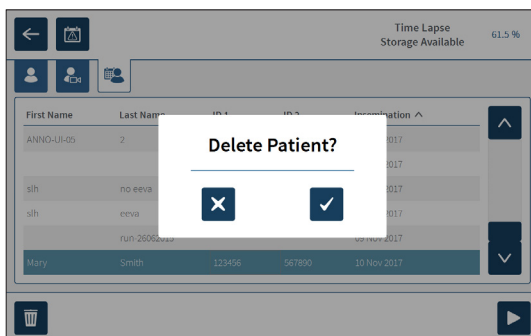 Time Lapse
Storage Available
61.5 %
First Name Last Name ID 1 ID 2 Insemination
ANNO-UI-05 2 2017
2017
slh no eeva 2017
slh eeva 2017
run-26062015 09 Nov 2017
Mary Smith 123456 567890 10 Nov 2017
Delete Patient?